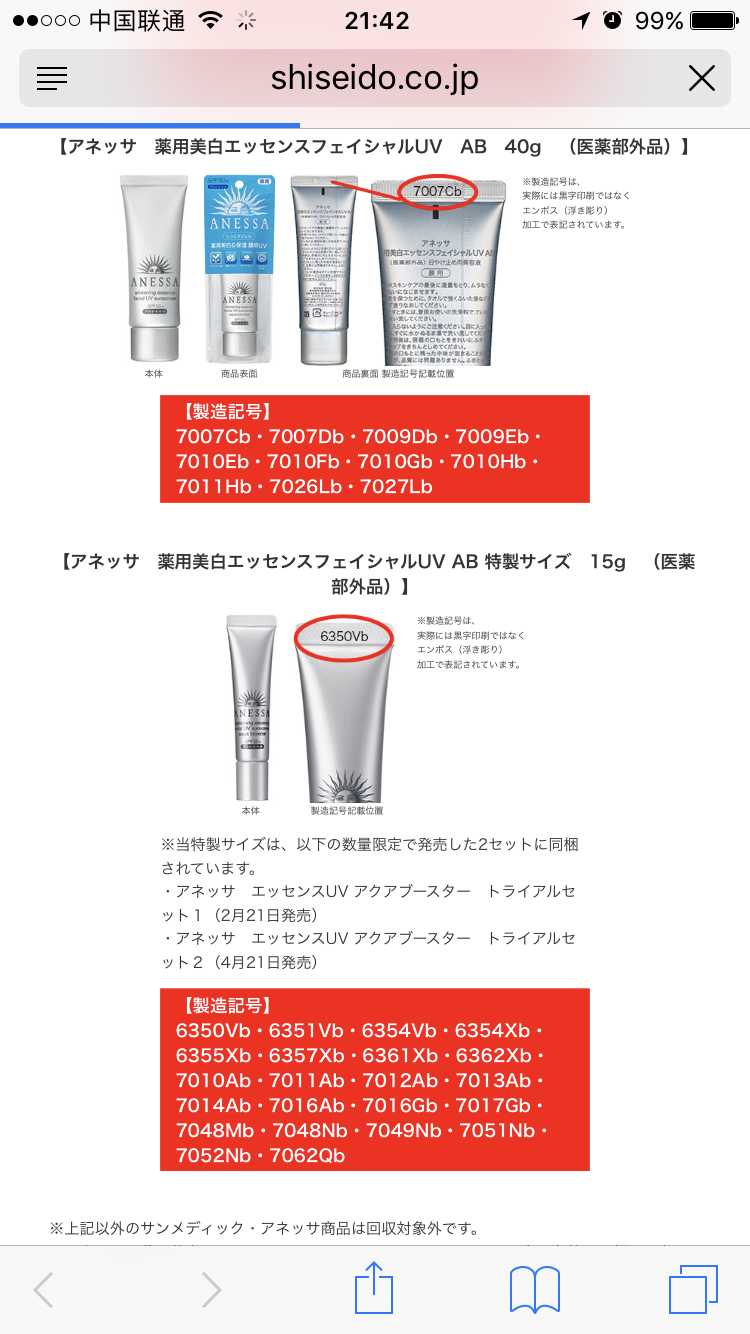 中国联通 21:42 99%
shiseido.co.jp
【アネッサ　薬用美白エッセンスフェイシャルUV　AB　40g　（医薬部外品）】
7007Cb
※製造記号は、
実際には黒字印刷ではなく
エンボス（浮き彫り）
加工で表記されています。
ANESSA
ANESSA
ANESSA
アネッサ
本体
商品表面
商品裏面 製造記号記載位置
【製造記号】
7007Cb・7007Db・7009Db・7009Eb・
7010Eb・7010Fb・7010Gb・7010Hb・
7011Hb・7026Lb・7027Lb
【アネッサ　薬用美白エッセンスフェイシャルUV AB 特製サイズ　15g　（医薬
部外品）】
6350Vb
※製造記号は、
実際には黒字印刷ではなく
エンボス（浮き彫り）
加工で表記されています。
ANESSA
本体
製造記号記載位置
※当特製サイズは、以下の数量限定で発売した2セットに同梱
されています。
・アネッサ　エッセンスUV アクアブースター　トライアルセ
ット１（2月21日発売）
・アネッサ　エッセンスUV アクアブースター　トライアルセ
ット２（4月21日発売）
【製造記号】
6350Vb・6351Vb・6354Vb・6354Xb・
6355Xb・6357Xb・6361Xb・6362Xb・
7010Ab・7011Ab・7012Ab・7013Ab・
7014Ab・7016Ab・7016Gb・7017Gb・
7048Mb・7048Nb・7049Nb・7051Nb・
7052Nb・7062Qb
※上記以外のサンメディック・アネッサ商品は回収対象外です。